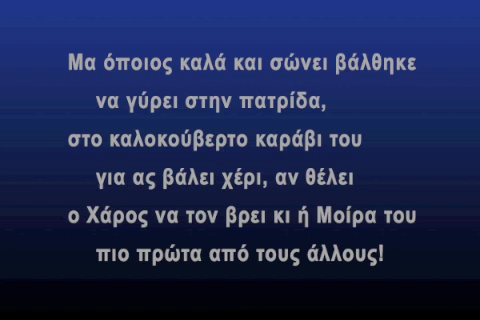 Μα όποιος καλά και σώνει βάλθηκε
να γύρει στην πατρίδα,
στο καλοκούβερτο καράβι του
για ας βάλει χέρι, αν θέλει
ο Χάρος να τον βρει κι ή Μοίρα του
πιο πρώτα από τους άλλους!